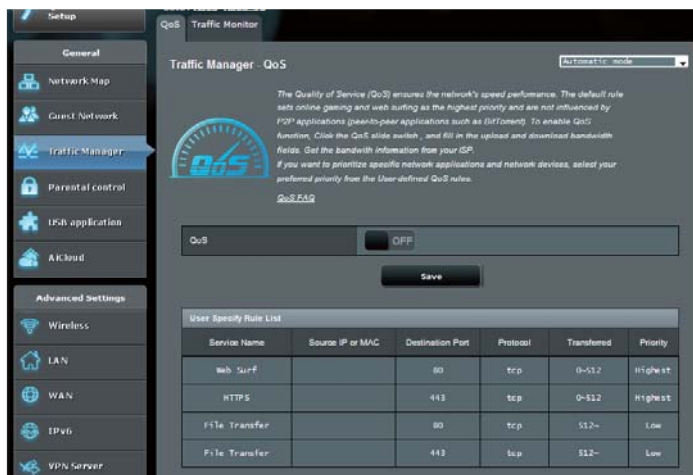 Setup
QoS Traffic Monitor
General
Network Map
Guest Network
Traffic Manager
Parental control
USB application
AiCloud
Advanced Settings
Wireless
LAN
WAN
IPv6
VPN Server
Traffic Manager - QoS
Automatic mode
The Quality of Service (QoS) ensures the network's speed performance. The default rule
sets online gaming and web surfing as the highest priority and are not influenced by
P2P applications (peer-to-peer applications such as BitTorrent). To enable QoS
function, Click the QoS slide switch , and fill in the upload and download bandwidth
fields. Get the bandwidth information from your ISP.
If you want to prioritize specific network applications and network devices, select your
preferred priority from the User-defined QoS rules.
QoS FAQ
QoS
QoS OFF
Save
User Specify Rule List
Service Name Source IP or MAC Destination Port Protocol Transferred Priority
Web Surf 80 tcp 0~512 Highest
HTTPS 443 tcp 0~512 Highest
File Transfer 80 tcp 512~ Low
File Transfer 443 tcp 512~ Low